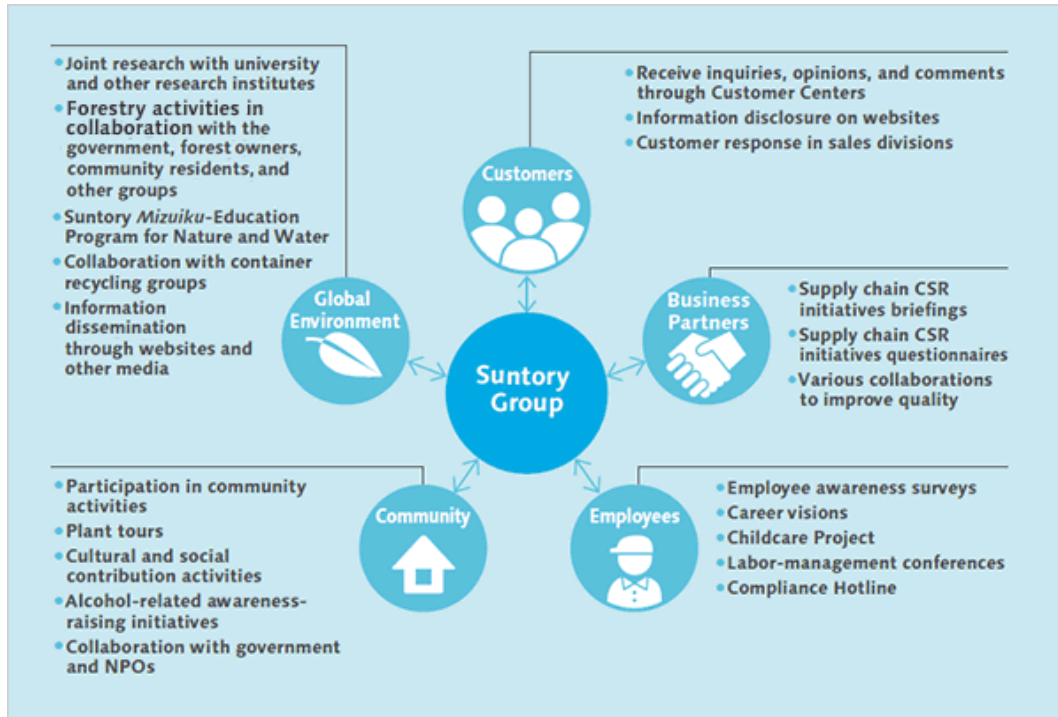 •Joint research with university
and other research institutes
•Forestry activities in
collaboration with the
government, forest owners,
community residents, and
other groups
•Suntory Mizuiku-Education
Program for Nature and Water
•Collaboration with container
recycling groups
•Information
dissemination
through websites and
other media
Global
Environment
Customers
•Receive inquiries, opinions, and comments
through Customer Centers
•Information disclosure on websites
•Customer response in sales divisions
Business
Partners
•Supply chain CSR
initiatives briefings
•Supply chain CSR
initiatives questionnaires
•Various collaborations
to improve quality
Suntory
Group
•Participation in community
activities
•Plant tours
•Cultural and social
contribution activities
•Alcohol-related awareness-
raising initiatives
•Collaboration with government
and NPOs
Community
Employees
•Employee awareness surveys
•Career visions
•Childcare Project
•Labor-management conferences
•Compliance Hotline